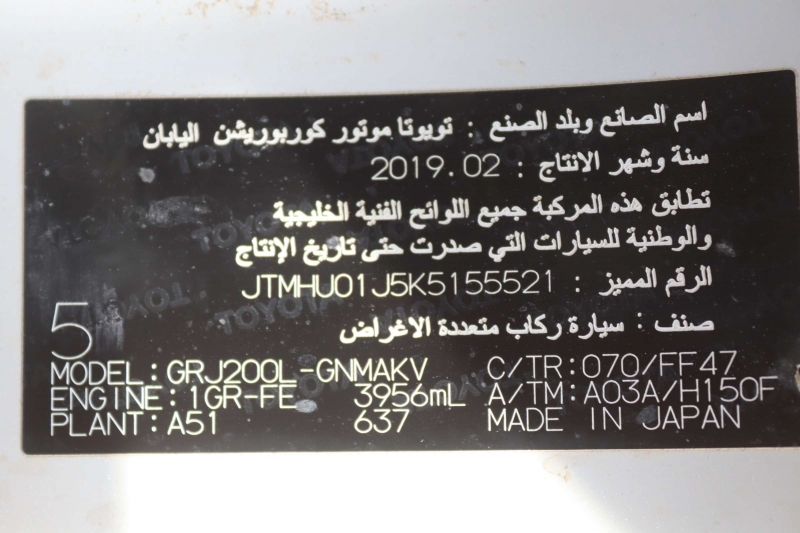 اسم الصانع وبلد الصنع : تويوتا موتور كوربوريشن اليابان
سنة وشهر الانتاج : 2019.02
تطابق هذه المركبة جميع اللوائح الفنية الخليجية
والوطنية للسيارات التي صدرت حتى تاريخ الإنتاج
الرقم المميز : JTMHU01J5K5155521
صنف : سيارة ركاب متعددة الاغراض
5
MODEL:GRJ200L-GNMAKV C/TR:070/FF47
ENGINE:1GR-FE 3956mL A/TM:A03A/H150F
PLANT:A51 637 MADE IN JAPAN